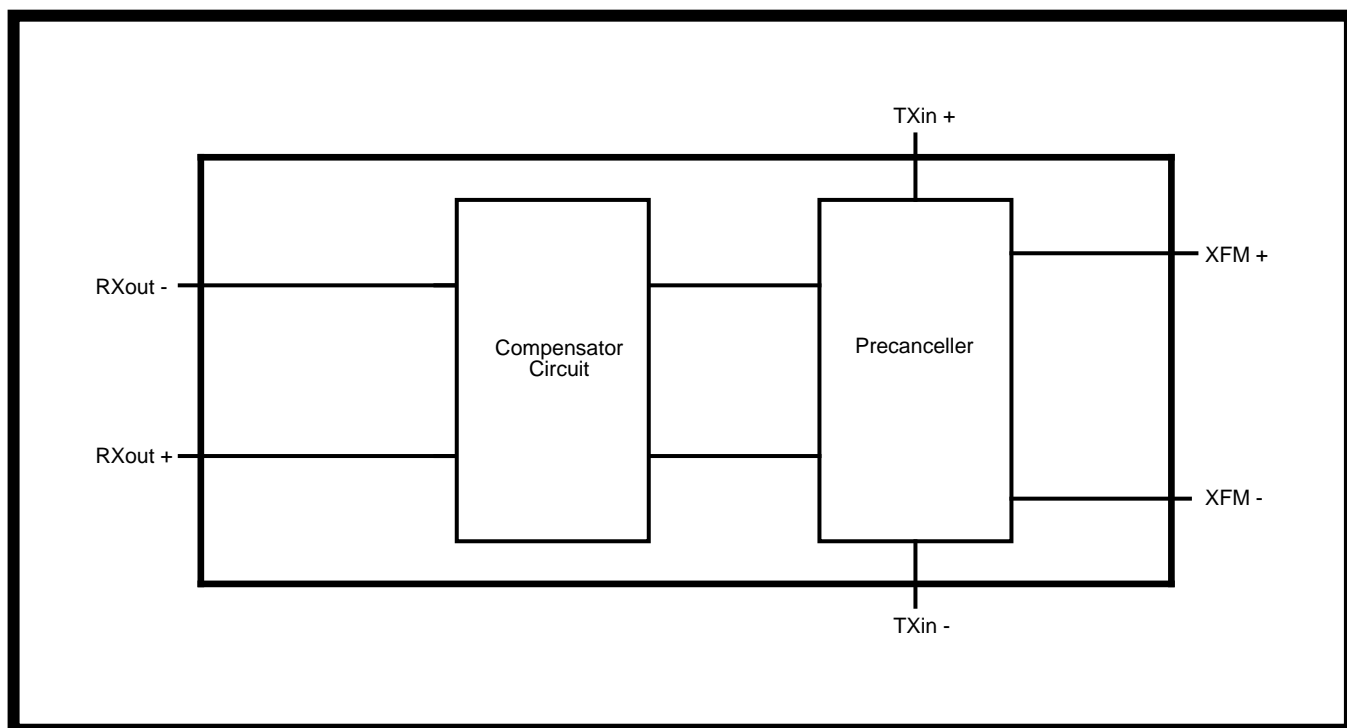 TXin +
XFM +
RXout -
Compensator
Circuit
Precanceller
RXout +
XFM -
TXin -